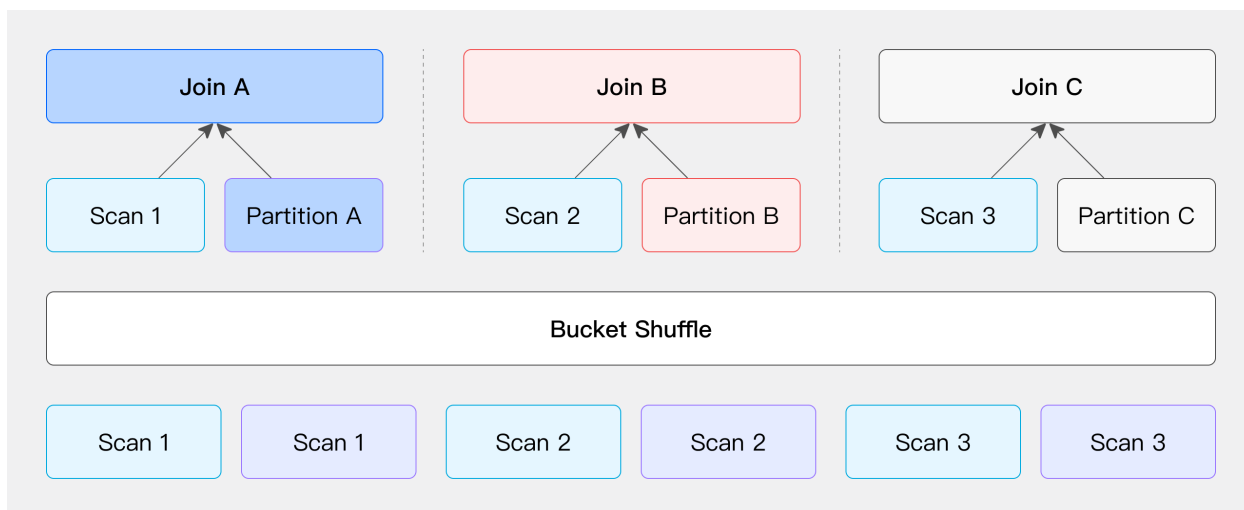 Join A
Join B
Join C
Scan 1
Partition A
Scan 2
Partition B
Scan 3
Partition C
Bucket Shuffle
Scan 1
Scan 1
Scan 2
Scan 2
Scan 3
Scan 3